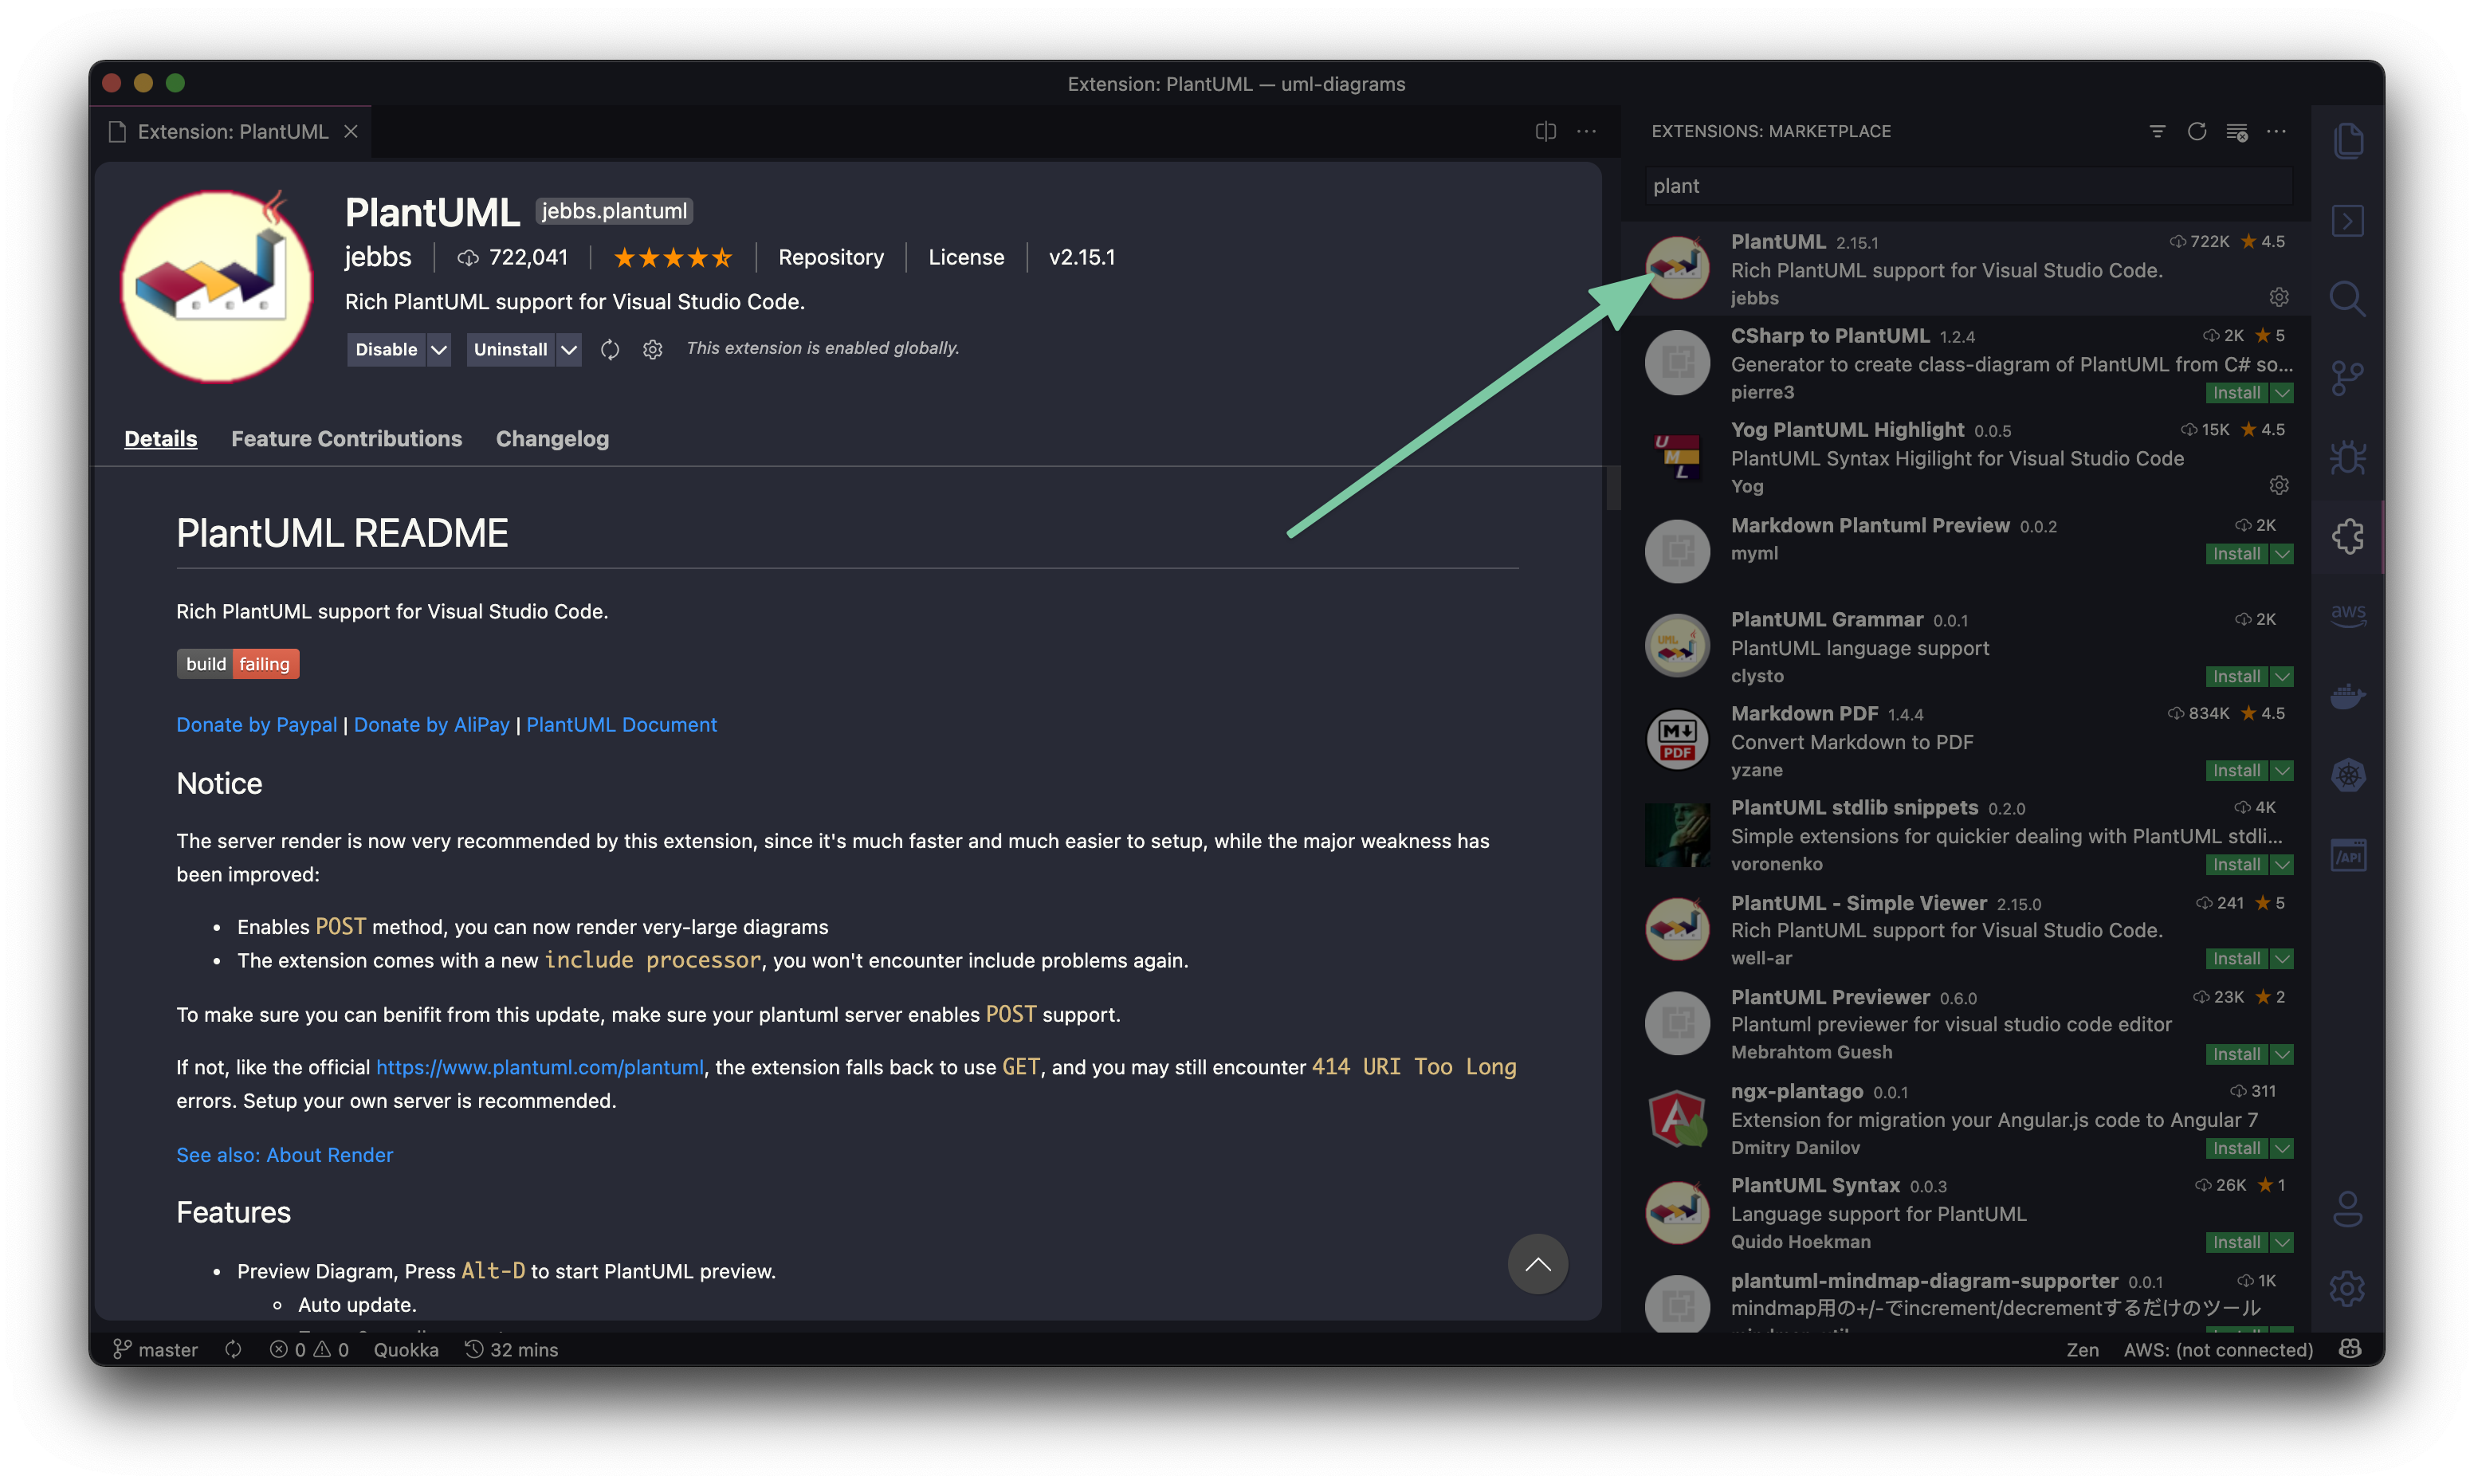 Extension: PlantUML — uml-diagrams
Extension: PlantUML
PlantUML jebbs.plantuml
jebbs 722,041 Repository License v2.15.1
Rich PlantUML support for Visual Studio Code.
Disable Uninstall This extension is enabled globally.
Details Feature Contributions Changelog
PlantUML README
Rich PlantUML support for Visual Studio Code.
build failing
Donate by Paypal | Donate by AliPay | PlantUML Document
Notice
The server render is now very recommended by this extension, since it's much faster and much easier to setup, while the major weakness has
been improved:
• Enables POST method, you can now render very-large diagrams
• The extension comes with a new include processor, you won't encounter include problems again.
To make sure you can benifit from this update, make sure your plantuml server enables POST support.
If not, like the official https://www.plantuml.com/plantuml, the extension falls back to use GET, and you may still encounter 414 URI Too Long
errors. Setup your own server is recommended.
See also: About Render
Features
• Preview Diagram, Press Alt-D to start PlantUML preview.
◦ Auto update.
EXTENSIONS: MARKETPLACE
plant
PlantUML 2.15.1 722K 4.5
Rich PlantUML support for Visual Studio Code.
jebbs
CSharp to PlantUML 1.2.4 2K 5
Generator to create class-diagram of PlantUML from C# so...
pierre3 Install
UML
Yog PlantUML Highlight 0.0.5 15K 4.5
PlantUML Syntax Higilight for Visual Studio Code
Yog
Markdown Plantuml Preview 0.0.2 2K
myml Install
UML
PlantUML Grammar 0.0.1 2K
PlantUML language support
clysto Install
M PDF
Markdown PDF 1.4.4 834K 4.5
Convert Markdown to PDF
yzane Install
PlantUML stdlib snippets 0.2.0 4K
Simple extensions for quickier dealing with PlantUML stdli...
voronenko Install
PlantUML - Simple Viewer 2.15.0 241 5
Rich PlantUML support for Visual Studio Code.
well-ar Install
PlantUML Previewer 0.6.0 23K 2
Plantuml previewer for visual studio code editor
Mebrahtom Guesh Install
A
ngx-plantago 0.0.1 311
Extension for migration your Angular.js code to Angular 7
Dmitry Danilov Install
PlantUML Syntax 0.0.3 26K 1
Language support for PlantUML
Quido Hoekman Install
plantuml-mindmap-diagram-supporter 0.0.1 1K
mindmap用の+/-でincrement/decrementするだけのツール
aws
/API
master 0 0 Quokka 32 mins
Zen AWS: (not connected)